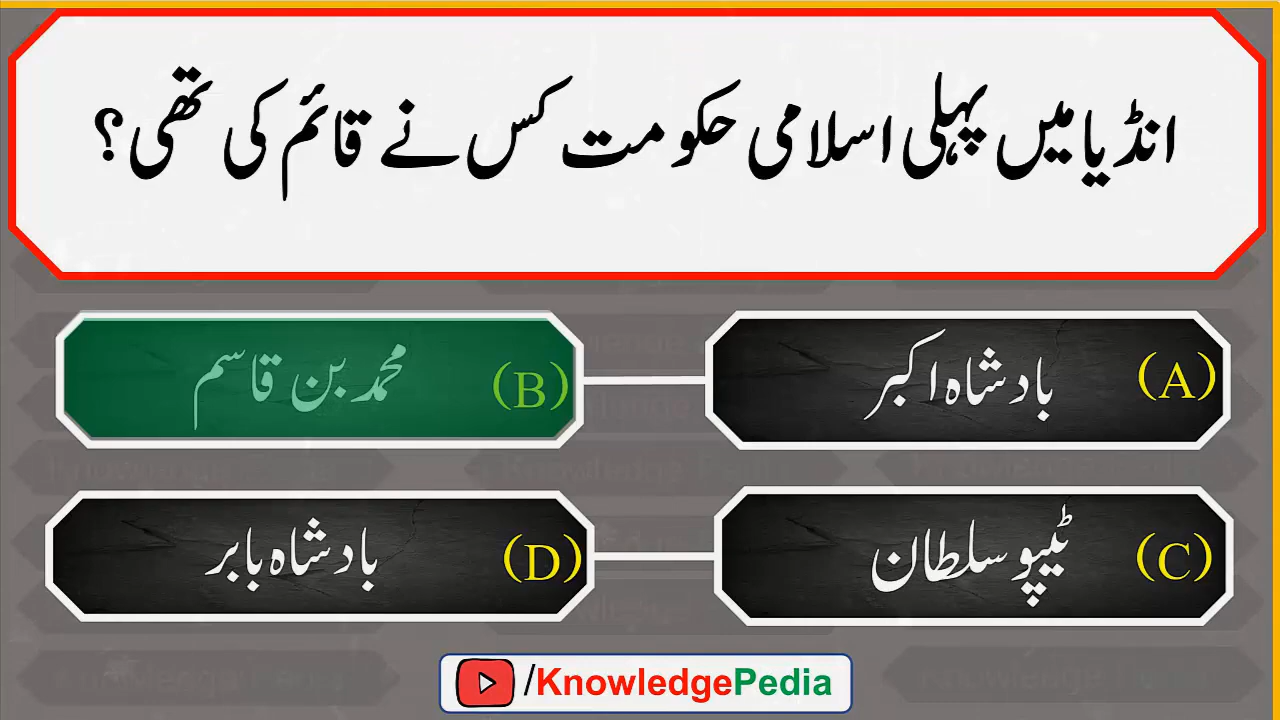 انڈیا میں پہلی اسلامی حکومت کس نے قائم کی تھی؟
(A) بادشاہ اکبر
(B) محمد بن قاسم
(C) ٹیپو سلطان
(D) بادشاہ بابر
/KnowledgePedia